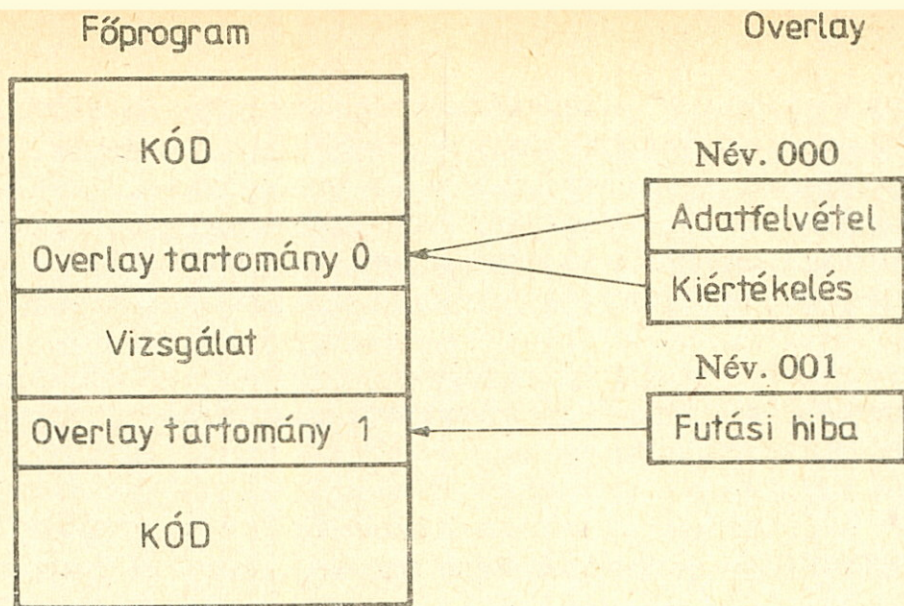 Főprogram
Overlay
KÓD
Overlay tartomány 0
Vizsgálat
Overlay tartomány 1
KÓD
Név. 000
Adatfelvétel
Kiértékelés
Név. 001
Futási hiba